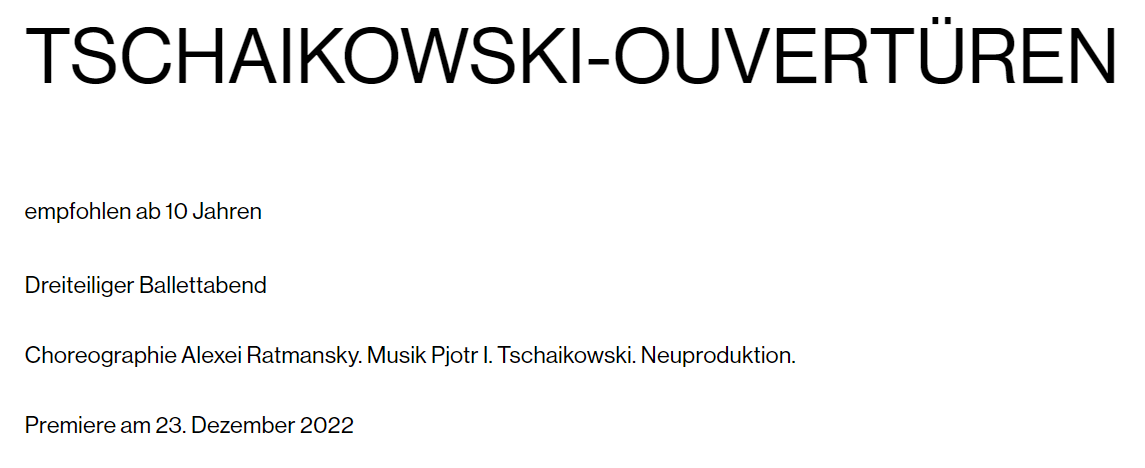 TSCHAIKOWSKI-OUVERTÜREN
empfohlen ab 10 Jahren
Dreiteiliger Ballettabend
Choreographie Alexei Ratmansky. Musik Pjotr I. Tschaikowski. Neuproduktion.
Premiere am 23. Dezember 2022